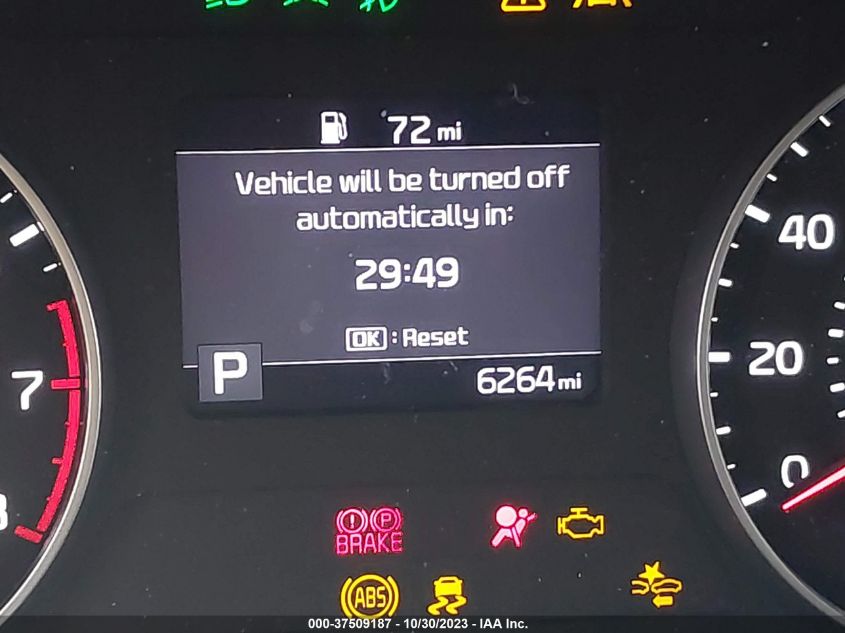 72 mi
Vehicle will be turned off
automatically in:
29:49
OK : Reset
P
6264 mi
7
8
40
20
0
(!) (P)
BRAKE
ABS
000-37509187 - 10/30/2023 - IAA Inc.